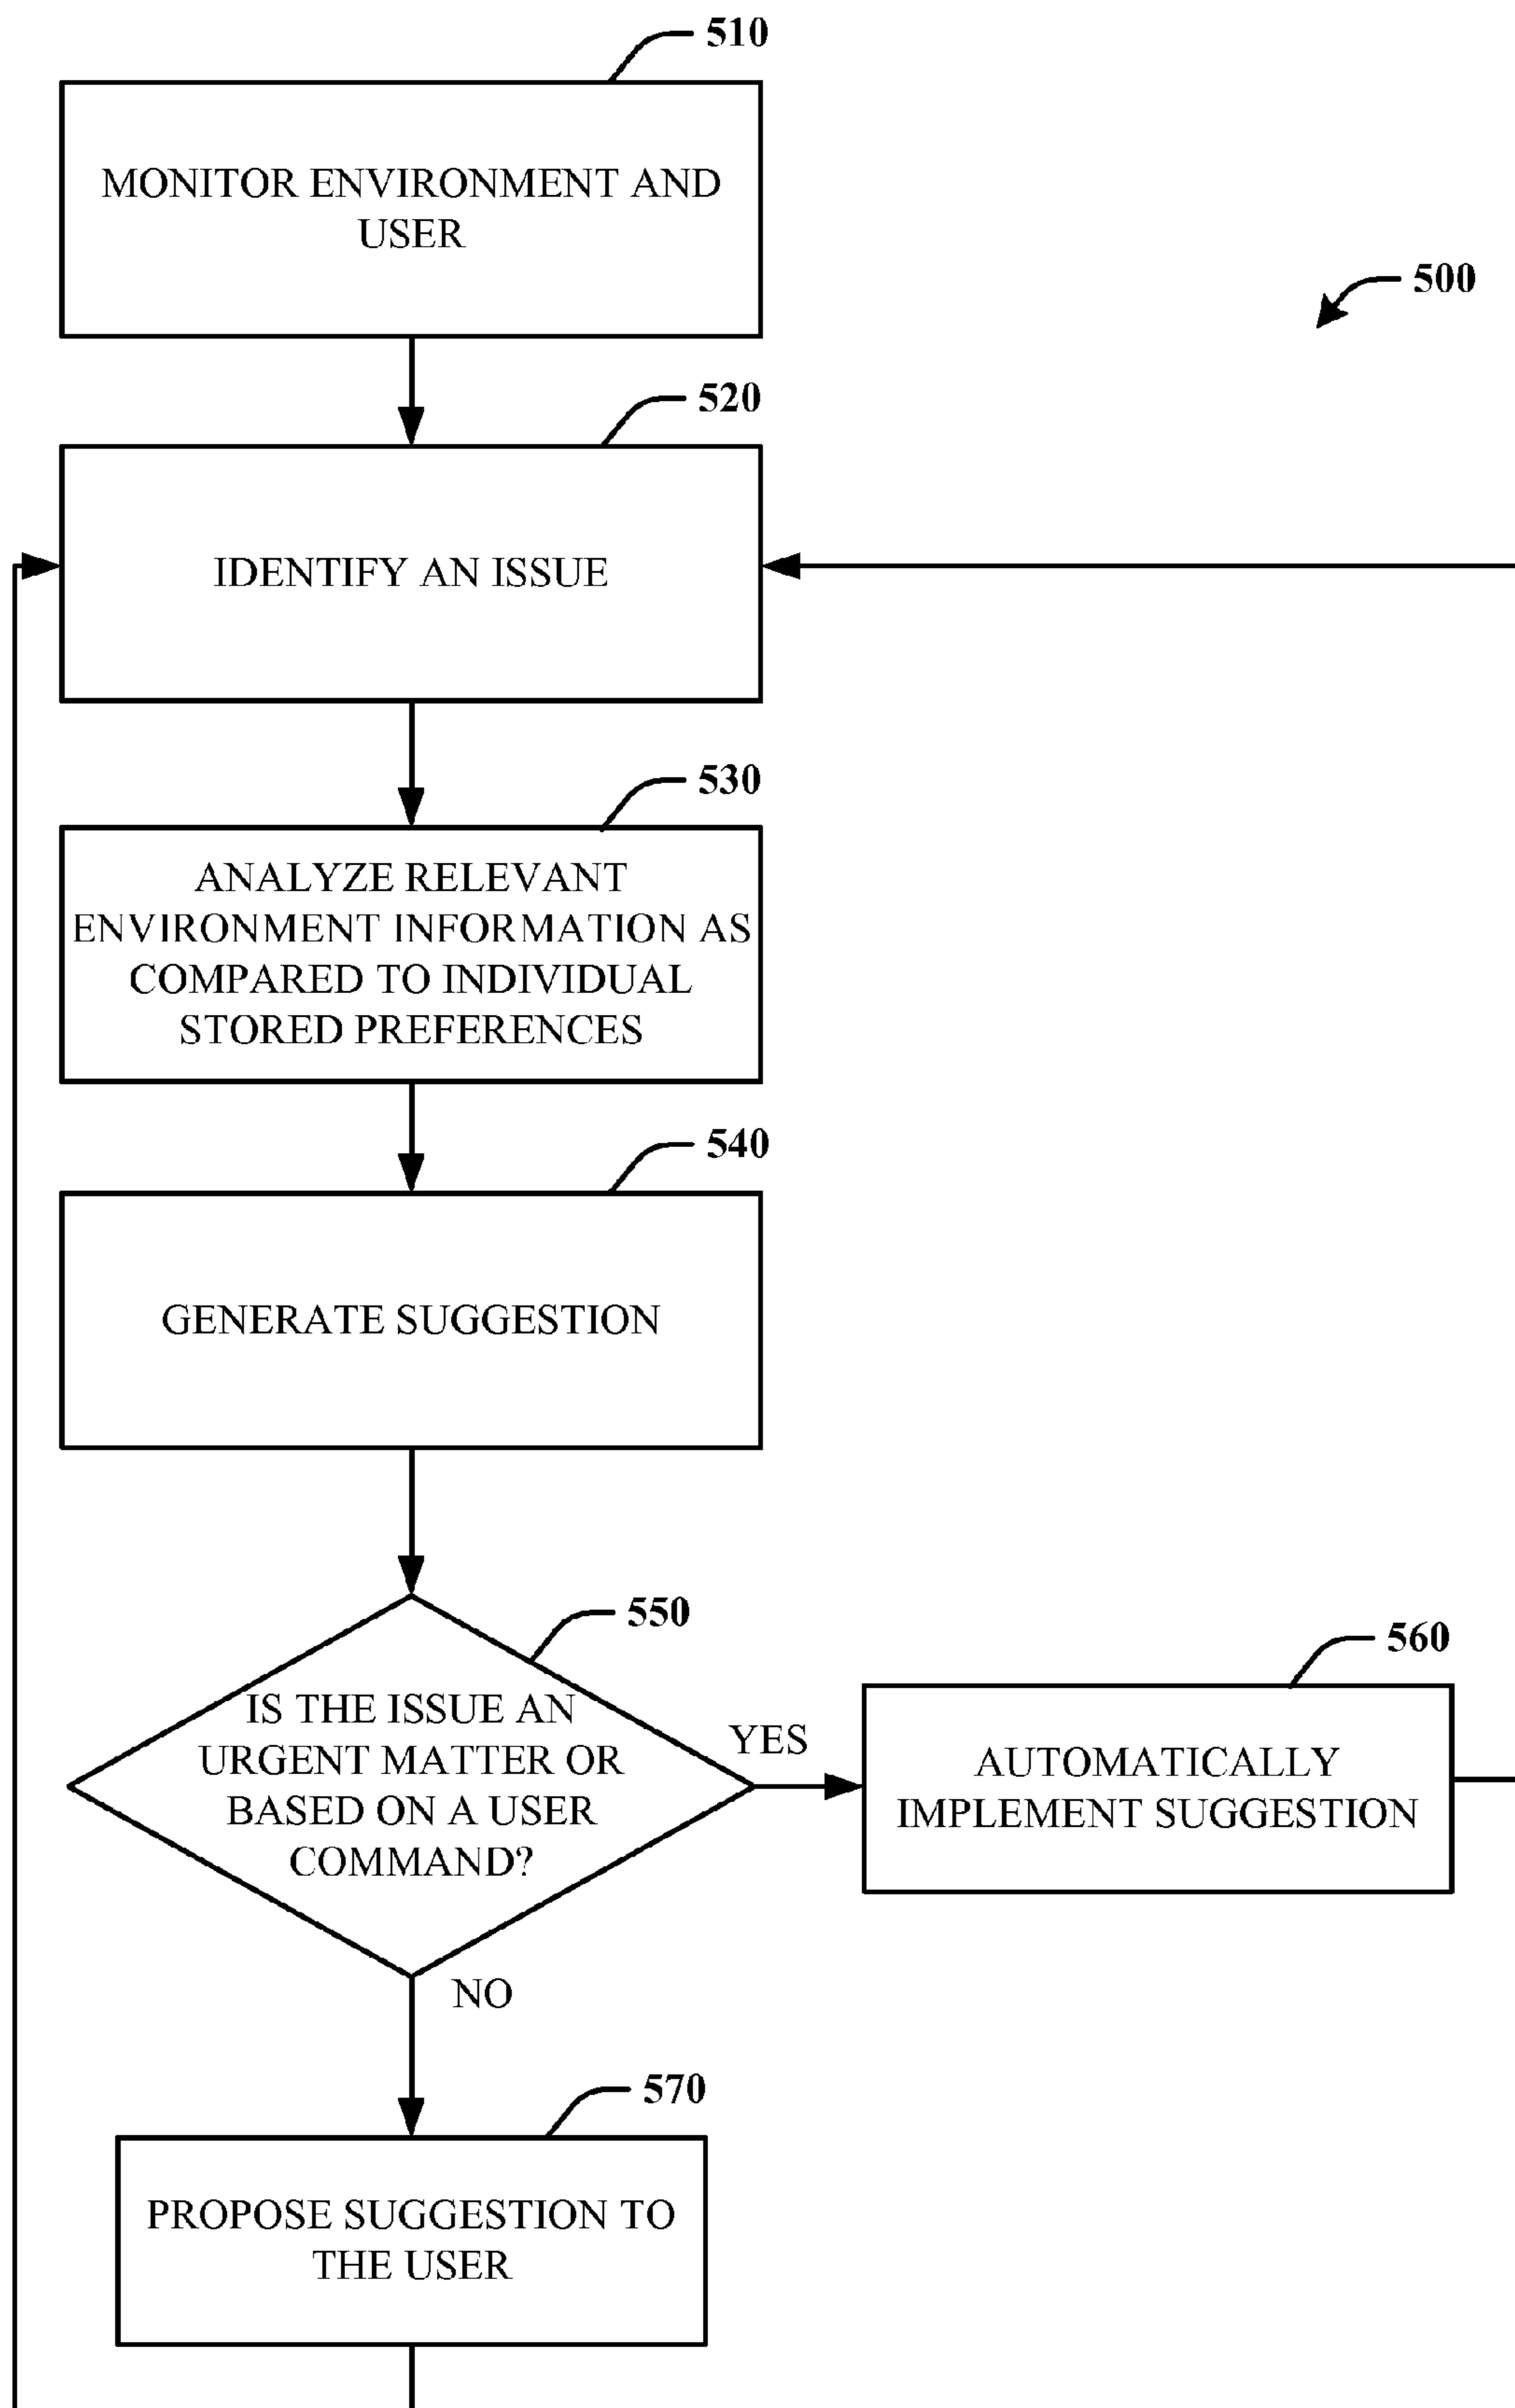 510
MONITOR ENVIRONMENT AND
USER
500
520
IDENTIFY AN ISSUE
530
ANALYZE RELEVANT
ENVIRONMENT INFORMATION AS
COMPARED TO INDIVIDUAL
STORED PREFERENCES
540
GENERATE SUGGESTION
550
IS THE ISSUE AN
URGENT MATTER OR
BASED ON A USER
COMMAND?
YES
560
AUTOMATICALLY
IMPLEMENT SUGGESTION
NO
570
PROPOSE SUGGESTION TO
THE USER